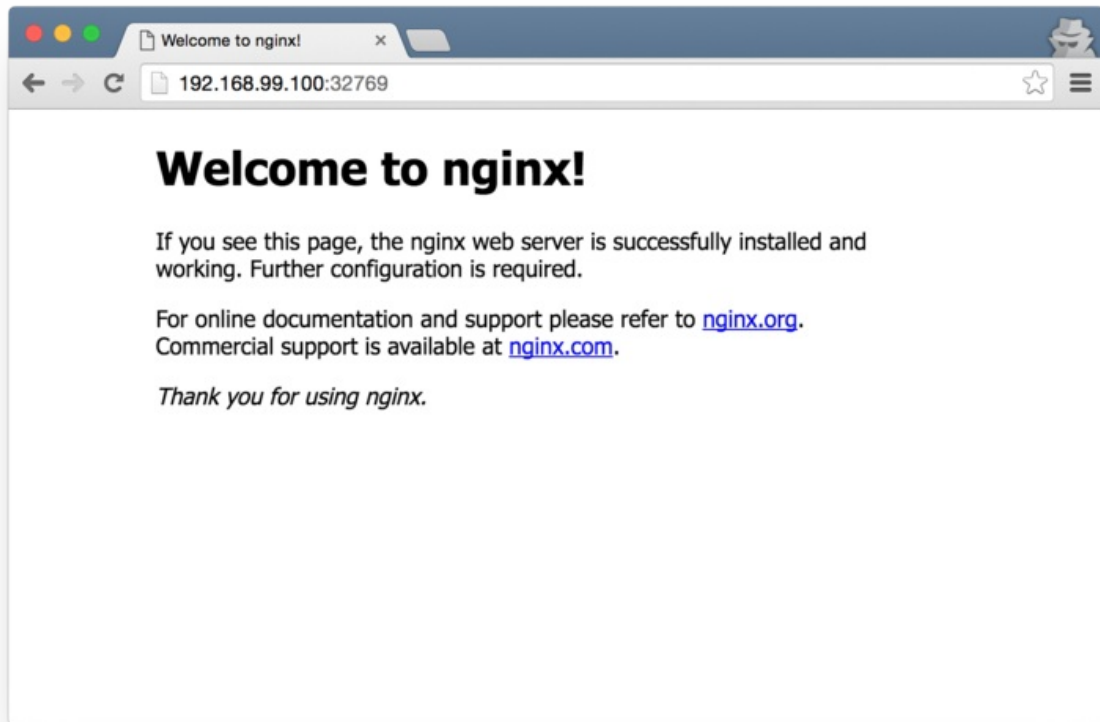 Welcome to nginx!
192.168.99.100:32769
Welcome to nginx!
If you see this page, the nginx web server is successfully installed and
working. Further configuration is required.
For online documentation and support please refer to nginx.org.
Commercial support is available at nginx.com.
Thank you for using nginx.